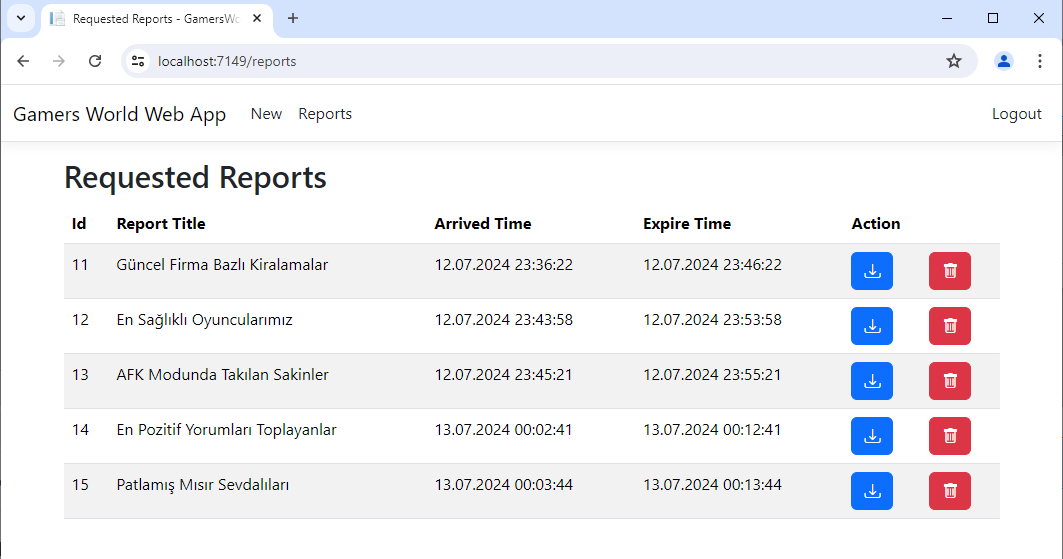 Requested Reports - GamersWo
localhost:7149/reports
Gamers World Web App New Reports Logout
Requested Reports
Id Report Title Arrived Time Expire Time Action
11 Güncel Firma Bazlı Kiralamalar 12.07.2024 23:36:22 12.07.2024 23:46:22
12 En Sağlıklı Oyuncularımız 12.07.2024 23:43:58 12.07.2024 23:53:58
13 AFK Modunda Takılan Sakinler 12.07.2024 23:45:21 12.07.2024 23:55:21
14 En Pozitif Yorumları Toplayanlar 13.07.2024 00:02:41 13.07.2024 00:12:41
15 Patlamış Mısır Sevdalıları 13.07.2024 00:03:44 13.07.2024 00:13:44